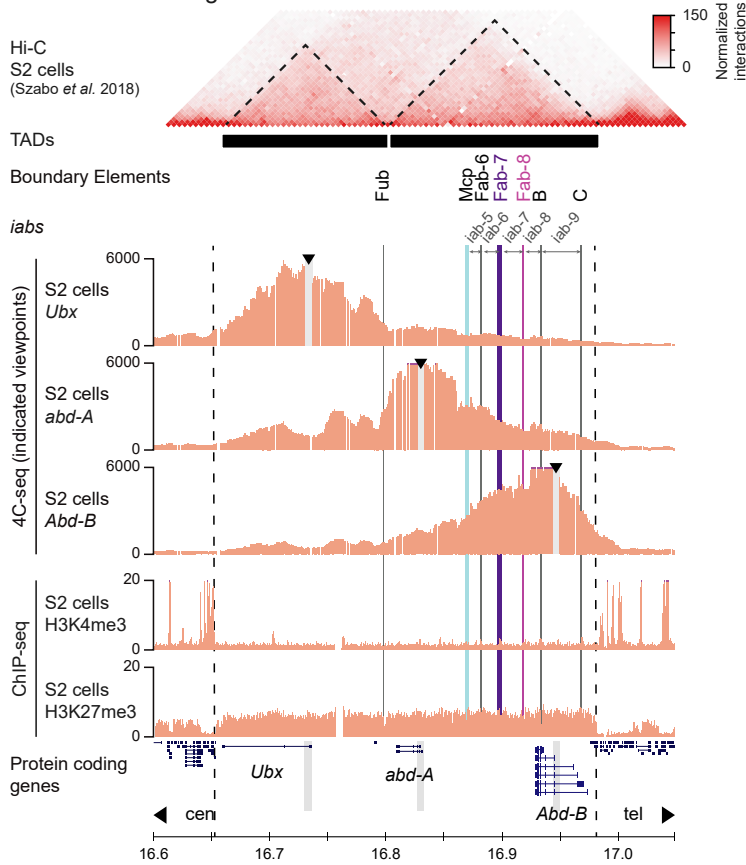 Hi-C
S2 cells
(Szabo et al. 2018)
150
0
Normalized
interactions
TADs
Boundary Elements
Fub
Mcp
Fab-6
Fab-7
Fab-8
B
C
iabs
iab-5
iab-6
iab-7
iab-8
iab-9
4C-seq (indicated viewpoints)
6000
S2 cells
Ubx
0
6000
S2 cells
abd-A
0
6000
S2 cells
Abd-B
0
ChIP-seq
20
S2 cells
H3K4me3
0
20
S2 cells
H3K27me3
0
Protein coding
genes
Ubx
abd-A
Abd-B
cen
tel
16.6
16.7
16.8
16.9
17.0